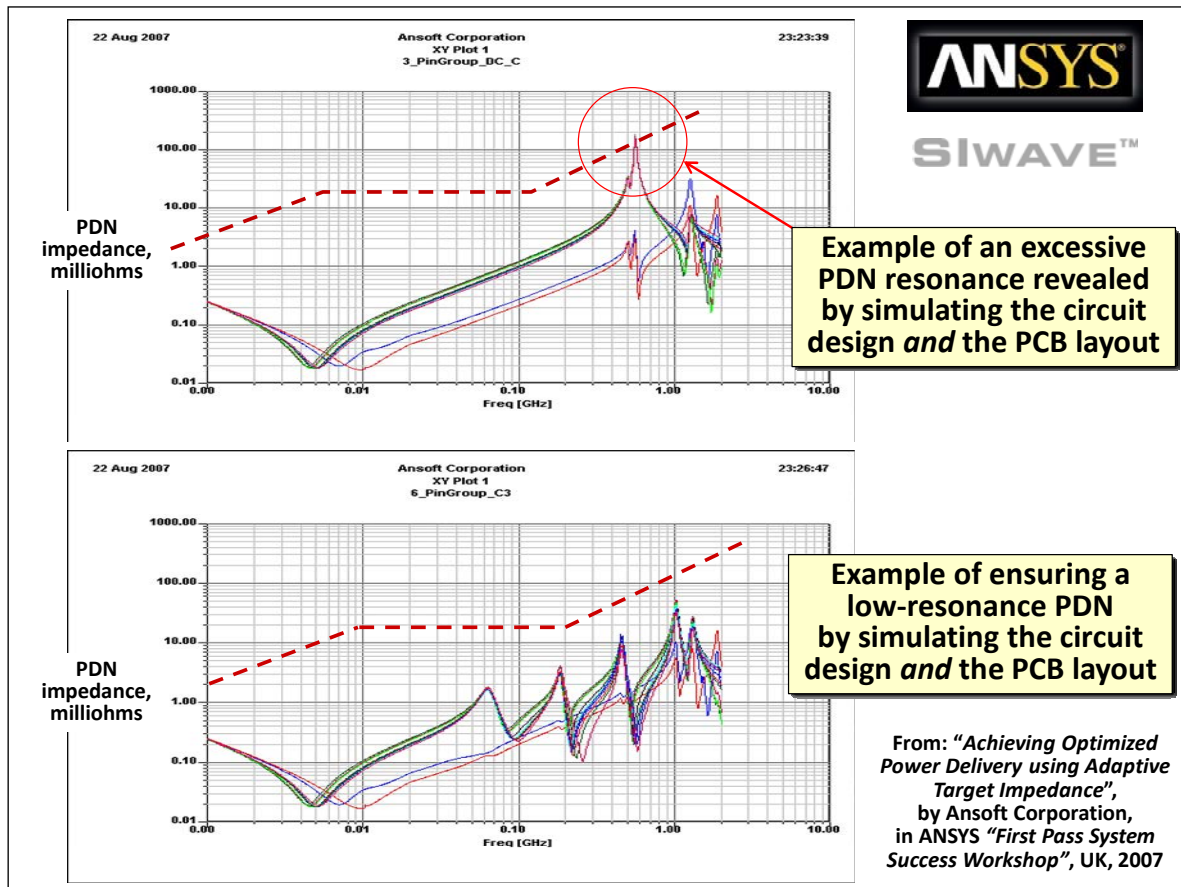 22 Aug 2007 Ansoft Corporation 23:23:39
XY Plot 1
3_PinGroup_DC_C
1000.00
100.00
10.00
1.00
0.10
0.01
0.00 0.01 0.10 1.00 10.00
Freq [GHz]
PDN
impedance,
milliohms
ANSYS®
SIWAVE™
Example of an excessive
PDN resonance revealed
by simulating the circuit
design and the PCB layout
22 Aug 2007 Ansoft Corporation 23:26:47
XY Plot 1
6_PinGroup_C3
1000.00
100.00
10.00
1.00
0.10
0.01
0.00 0.01 0.10 1.00 10.00
Freq [GHz]
PDN
impedance,
milliohms
Example of ensuring a
low-resonance PDN
by simulating the circuit
design and the PCB layout
From: “Achieving Optimized
Power Delivery using Adaptive
Target Impedance”,
by Ansoft Corporation,
in ANSYS “First Pass System
Success Workshop”, UK, 2007